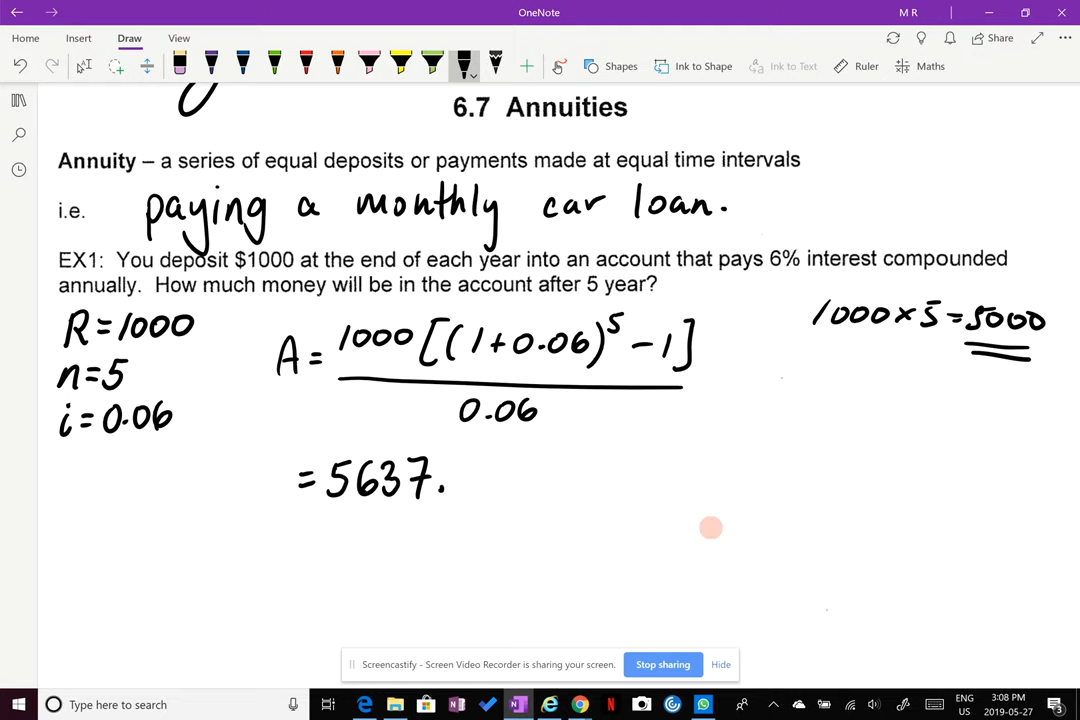 OneNote
M R
Home Insert Draw View
Share
Shapes Ink to Shape Ink to Text Ruler Maths
6.7 Annuities
Annuity – a series of equal deposits or payments made at equal time intervals
i.e. paying a monthly car loan.
EX1: You deposit $1000 at the end of each year into an account that pays 6% interest compounded
annually. How much money will be in the account after 5 year?
R = 1000
n = 5
i = 0.06
A = 1000 [(1 + 0.06)^5 - 1]
0.06
= 5637.
1000 × 5 = 5000
Screencastify - Screen Video Recorder is sharing your screen. Stop sharing Hide
Type here to search
ENG
US
3:08 PM
2019-05-27
3